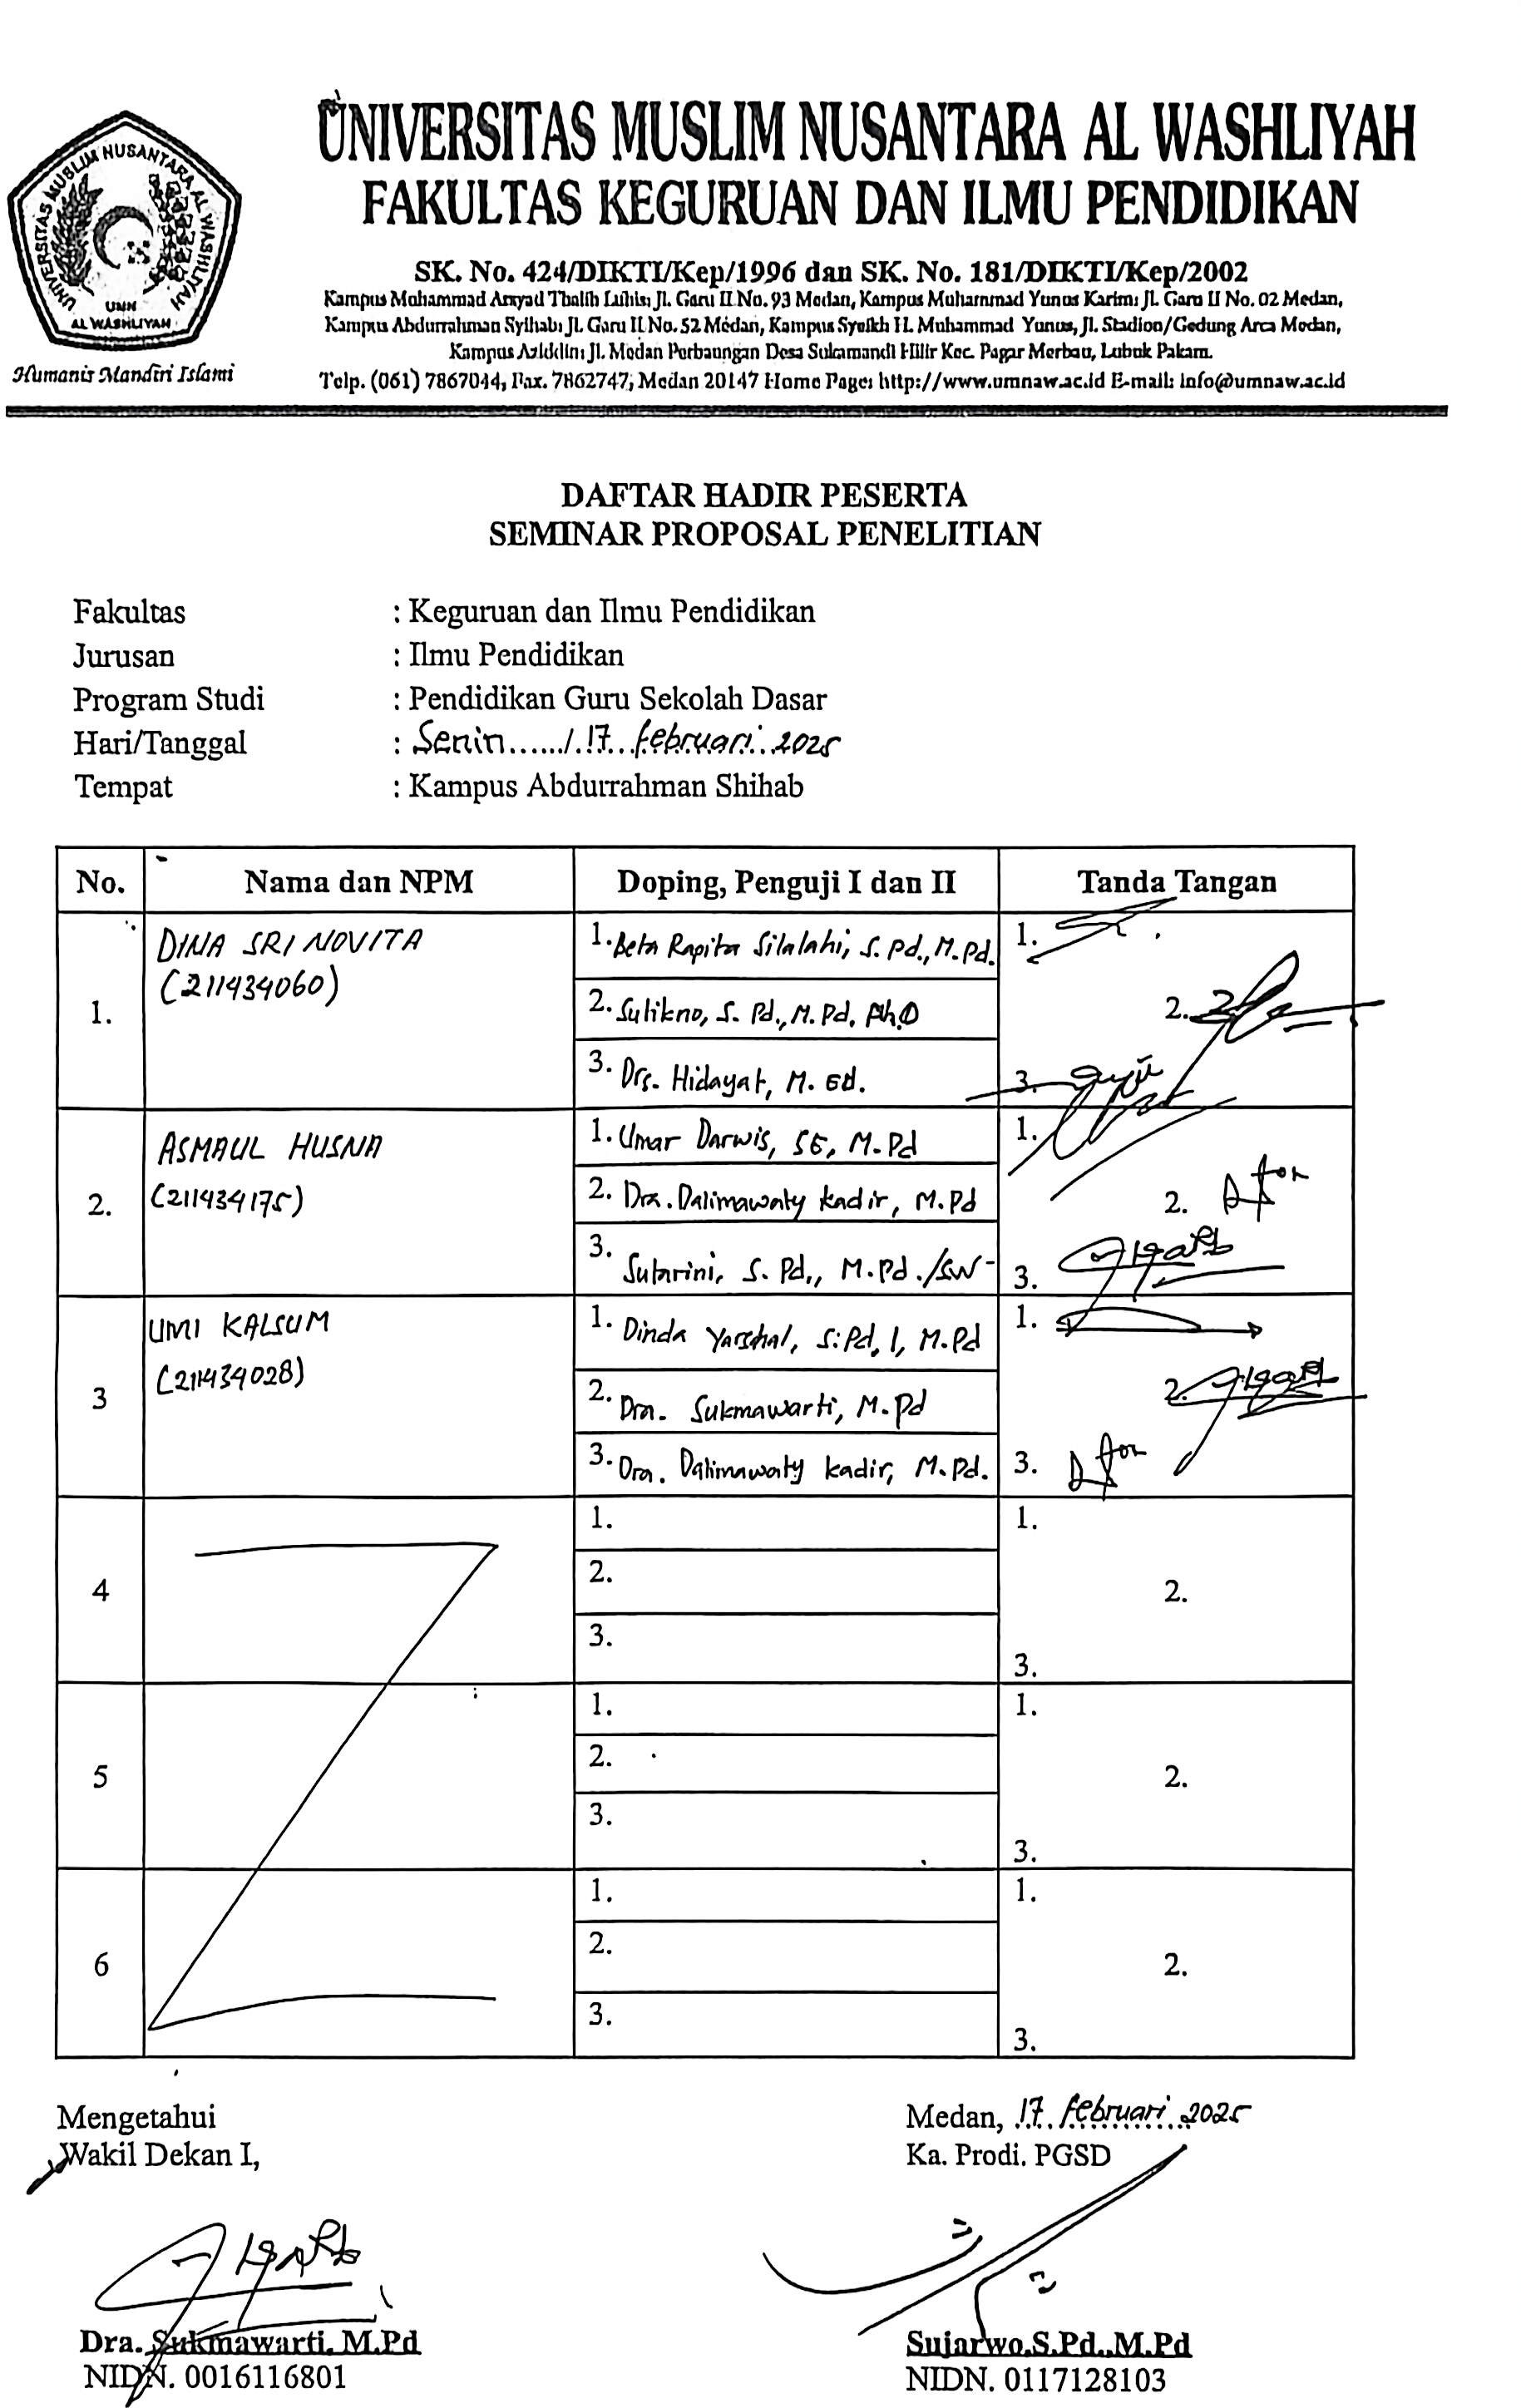 UNIVERSITAS MUSLIM NUSANTARA AL WASHLIYAH
FAKULTAS KEGURUAN DAN ILMU PENDIDIKAN
SK. No. 424/DIKTI/Kep/1996 dan SK. No. 181/DIKTI/Kep/2002
Kampus Muhammad Arsyad Thalib Lubis: Jl. Garu II No. 93 Medan, Kampus Muhammad Yunus Karim: Jl. Garu II No. 02 Medan,
Kampus Abdurrahman Syihab: Jl. Garu II No. 52 Medan, Kampus Syeikh H. Muhammad Yunus, Jl. Stadion/Gedung Arca Medan,
Kampus Aziddin: Jl. Medan Perbaungan Desa Sukamandi Hilir Kec. Pagar Merbau, Lubuk Pakam.
Telp. (061) 7867044, Fax. 7862747, Medan 20147 Home Page: http://www.umnaw.ac.id E-mail: info@umnaw.ac.id
UNIVERSITAS MUSLIM NUSANTARA AL WASHLIYAH
UMN
AL WASHLIYAH
Humanis Mandiri Islami
DAFTAR HADIR PESERTA
SEMINAR PROPOSAL PENELITIAN
Fakultas : Keguruan dan Ilmu Pendidikan
Jurusan : Ilmu Pendidikan
Program Studi : Pendidikan Guru Sekolah Dasar
Hari/Tanggal : Senin....../.17...februari..2025
Tempat : Kampus Abdurrahman Shihab
No. Nama dan NPM Doping, Penguji I dan II Tanda Tangan
1. DINA SRI NOVITA
(211434060)
1. Beta Rapita Silalahi, S.Pd., M.Pd. 1.
2. Sulikno, S. Pd., M. Pd. Ph.D 2.
3. Drs. Hidayat, M. Ed. 3.
2. ASMAUL HUSNA
(211434175)
1. Umar Darwis, SE, M.Pd 1.
2. Dra. Dalimawaty Kadir, M.Pd 2.
3. Sutarini, S. Pd., M.Pd./SW- 3.
3 UMI KALSUM
(211434028)
1. Dinda Yarshal, S.Pd, I, M.Pd 1.
2. Dra. Sukmawarti, M.Pd 2.
3. Dra. Dalimawaty Kadir, M.Pd. 3.
4
1. 1.
2. 2.
3. 3.
5
1. 1.
2. 2.
3. 3.
6
1. 1.
2. 2.
3. 3.
Mengetahui
Wakil Dekan I,
Medan, 17 februari 2025
Ka. Prodi. PGSD
Dra. Sukmawarti, M.Pd
NIDN. 0016116801
Sujarwo,S.Pd.,M.Pd
NIDN. 0117128103